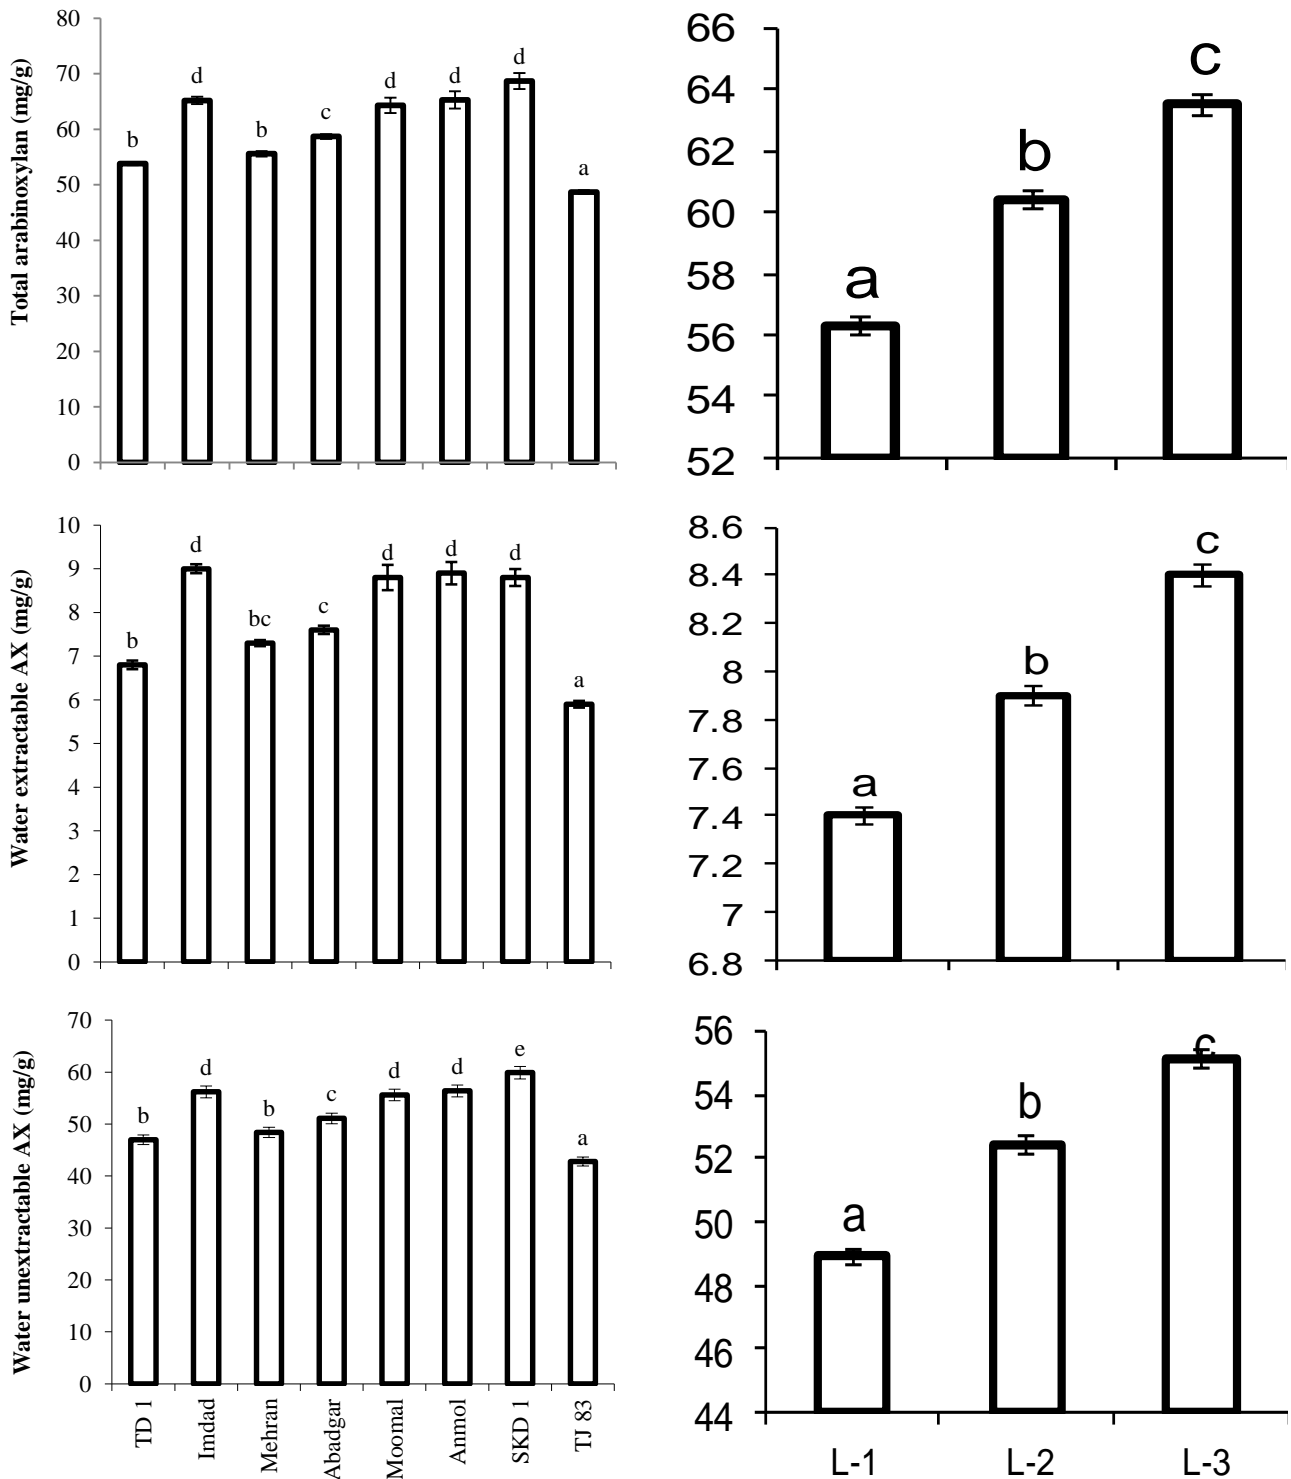 Total arabinoxylan (mg/g)
80
70
60
50
40
30
20
10
0
b
d
b
c
d
d
d
a
66
64
62
60
58
56
54
52
a
b
c
Water extractable AX (mg/g)
10
9
8
7
6
5
4
3
2
1
0
b
d
bc
c
d
d
d
a
8.6
8.4
8.2
8
7.8
7.6
7.4
7.2
7
6.8
a
b
c
Water unextractable AX (mg/g)
70
60
50
40
30
20
10
0
b
d
b
c
d
d
e
a
TD 1
Imdad
Mehran
Abadgar
Moomal
Anmol
SKD 1
TJ 83
56
54
52
50
48
46
44
a
b
c
L-1
L-2
L-3